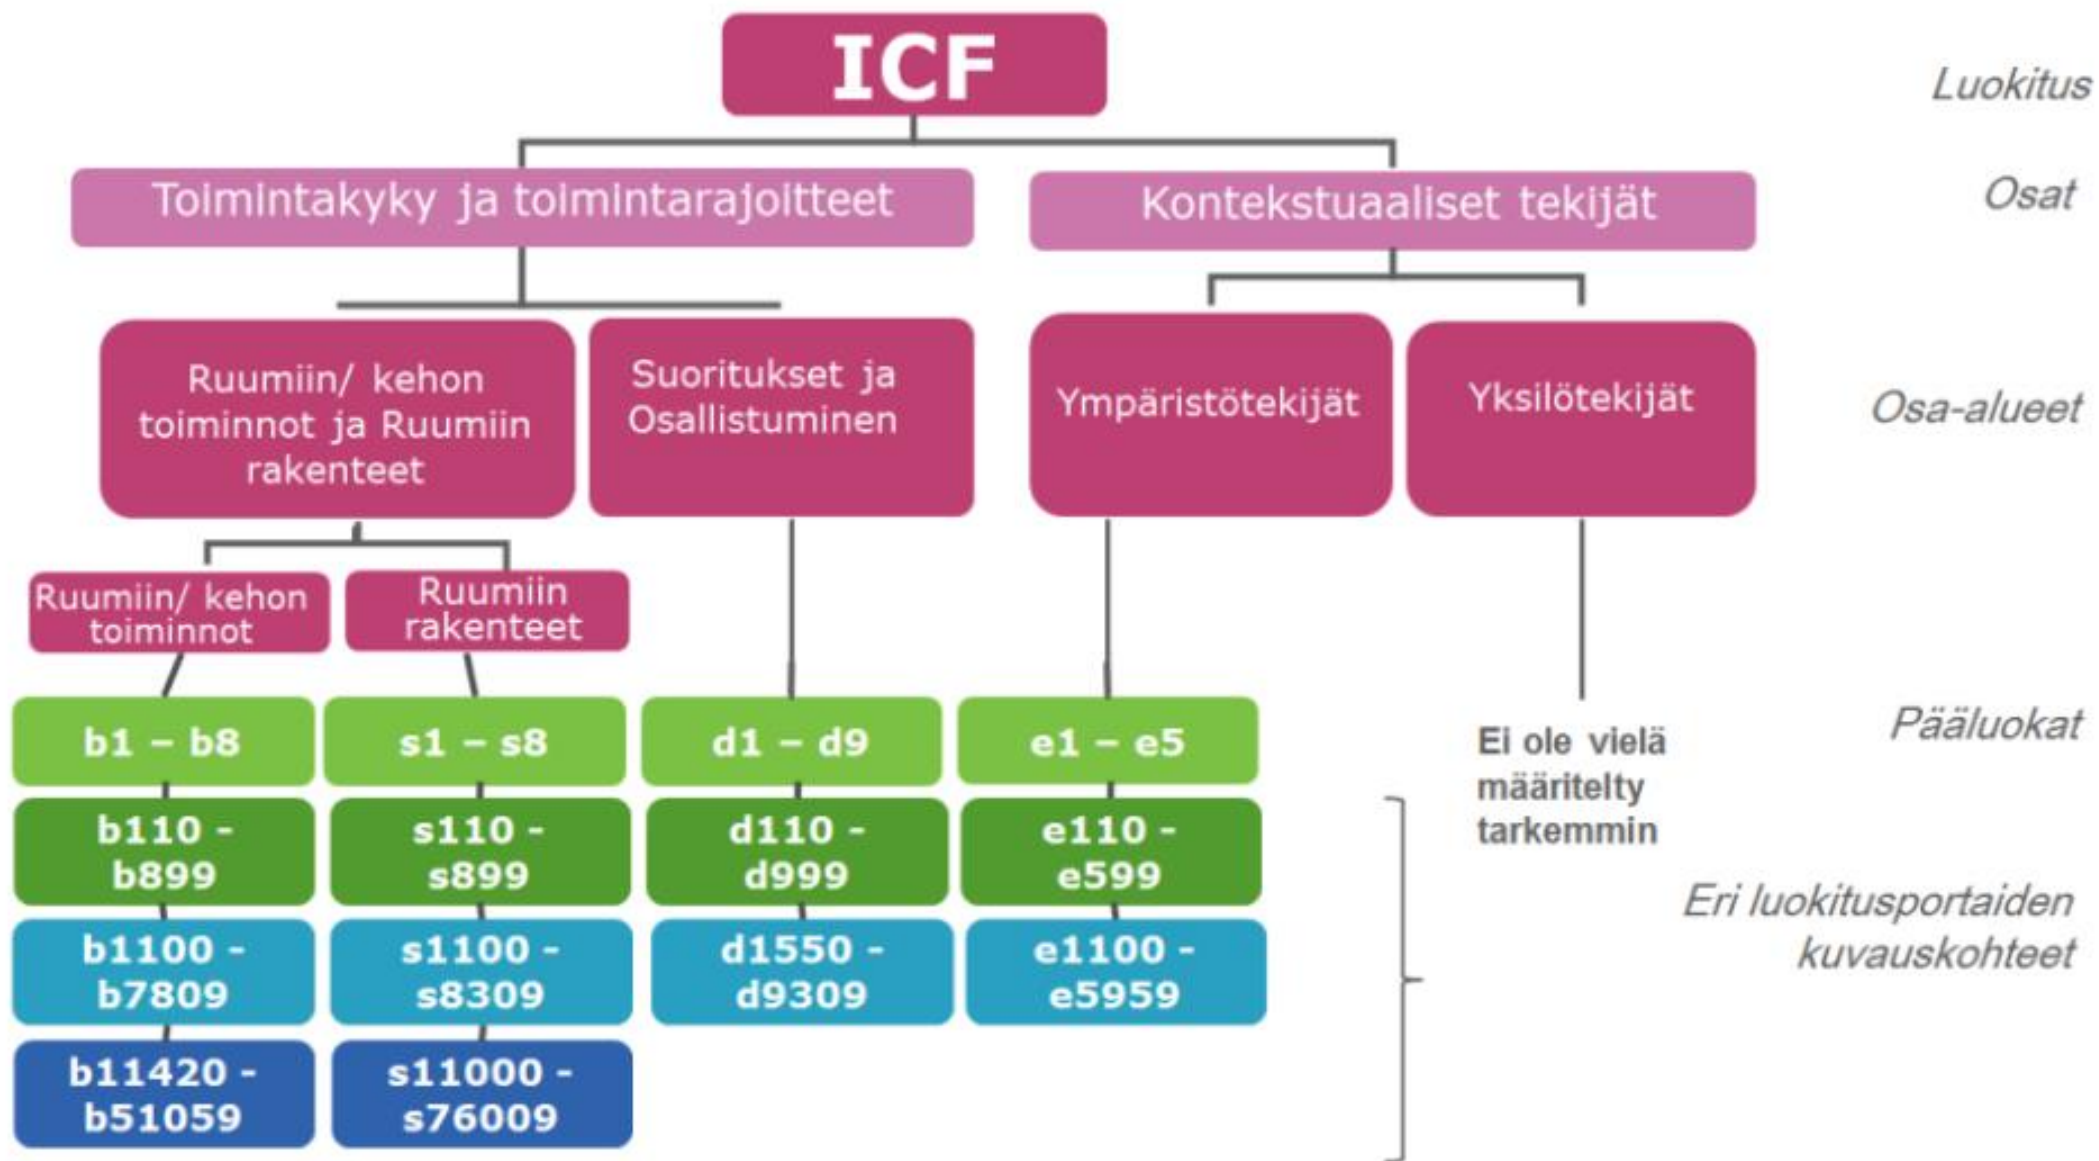 ICF
Luokitus
Toimintakyky ja toimintarajoitteet
Kontekstuaaliset tekijät
Osat
Ruumiin/ kehon
toiminnot ja Ruumiin
rakenteet
Suoritukset ja
Osallistuminen
Ympäristötekijät
Yksilötekijät
Osa-alueet
Ruumiin/ kehon
toiminnot
Ruumiin
rakenteet
b1 – b8
s1 – s8
d1 – d9
e1 – e5
Ei ole vielä
määritelty
tarkemmin
Pääluokat
b110 -
b899
s110 -
s899
d110 -
d999
e110 -
e599
Eri luokitusportaiden
kuvauskohteet
b1100 -
b7809
s1100 -
s8309
d1550 -
d9309
e1100 -
e5959
b11420 -
b51059
s11000 -
s76009